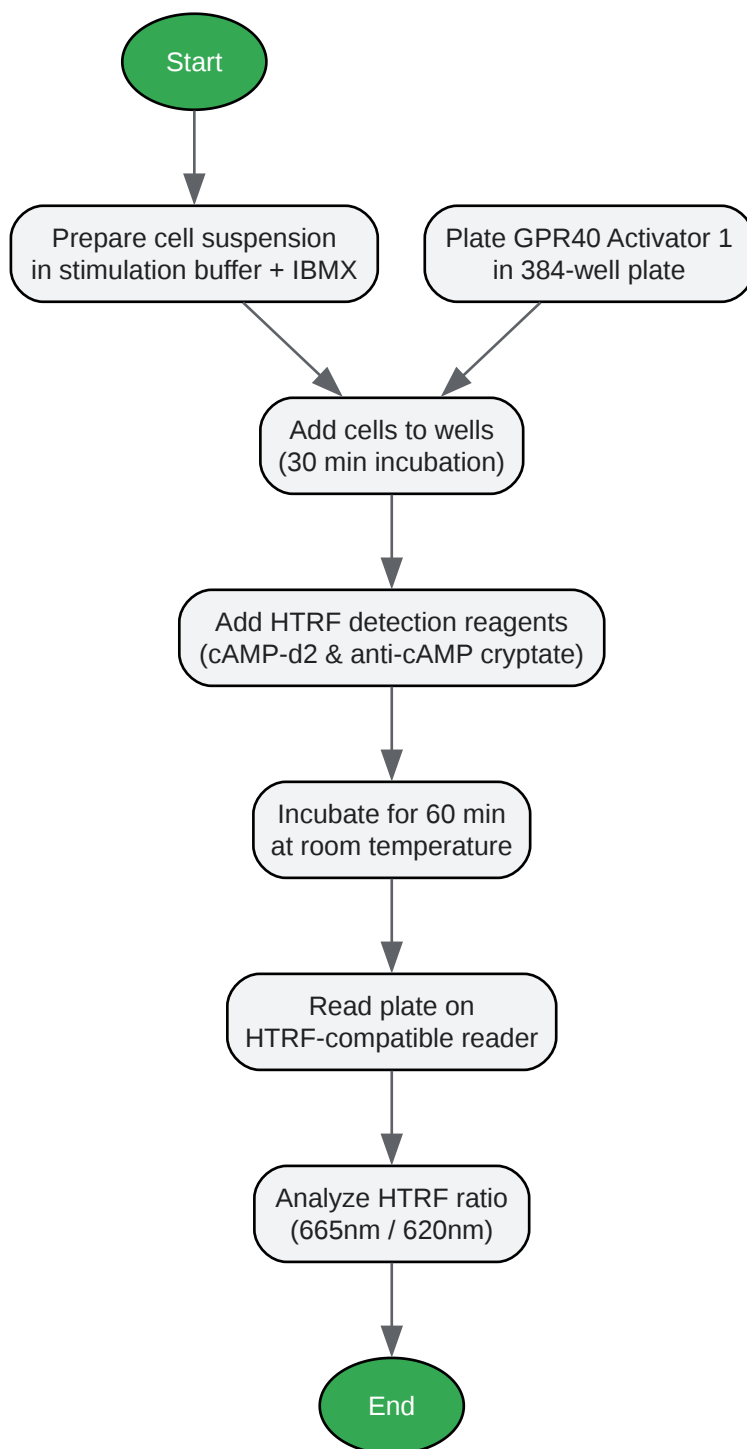 Start
Prepare cell suspension
in stimulation buffer + IBMX
Plate GPR40 Activator 1
in 384-well plate
Add cells to wells
(30 min incubation)
Add HTRF detection reagents
(cAMP-d2 & anti-cAMP cryptate)
Incubate for 60 min
at room temperature
Read plate on
HTRF-compatible reader
Analyze HTRF ratio
(665nm / 620nm)
End